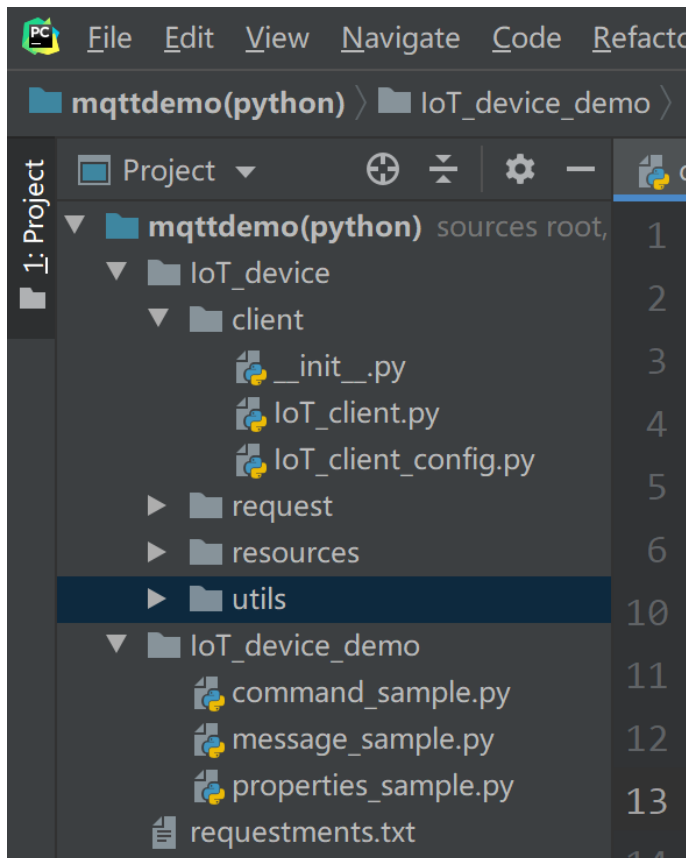 PC File Edit View Navigate Code Refacto
mqttdemo(python) IoT_device_demo
1: Project
Project
mqttdemo(python) sources root,
IoT_device
client
__init__.py
IoT_client.py
IoT_client_config.py
request
resources
utils
IoT_device_demo
command_sample.py
message_sample.py
properties_sample.py
requestments.txt
1
2
3
4
5
6
10
11
12
13